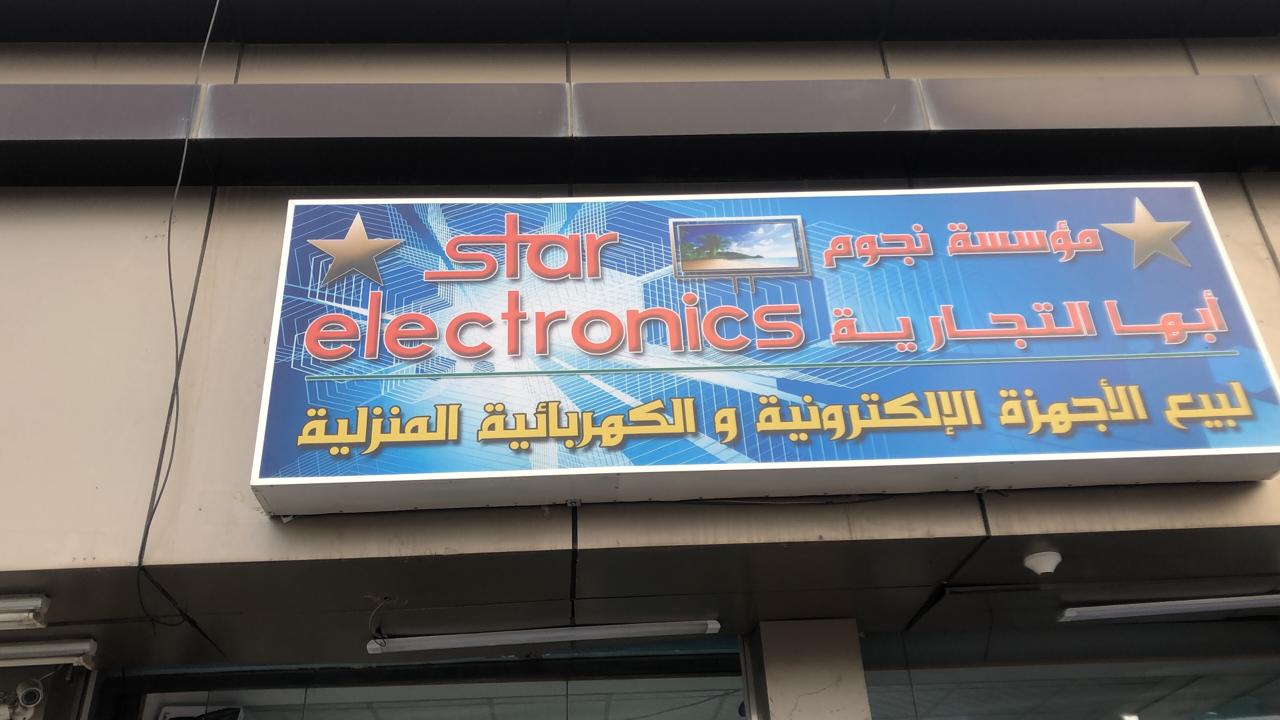 star
electronics
مؤسسة نجوم
أبها التجارية
لبيع الأجهزة الإلكترونية و الكهربائية المنزلية